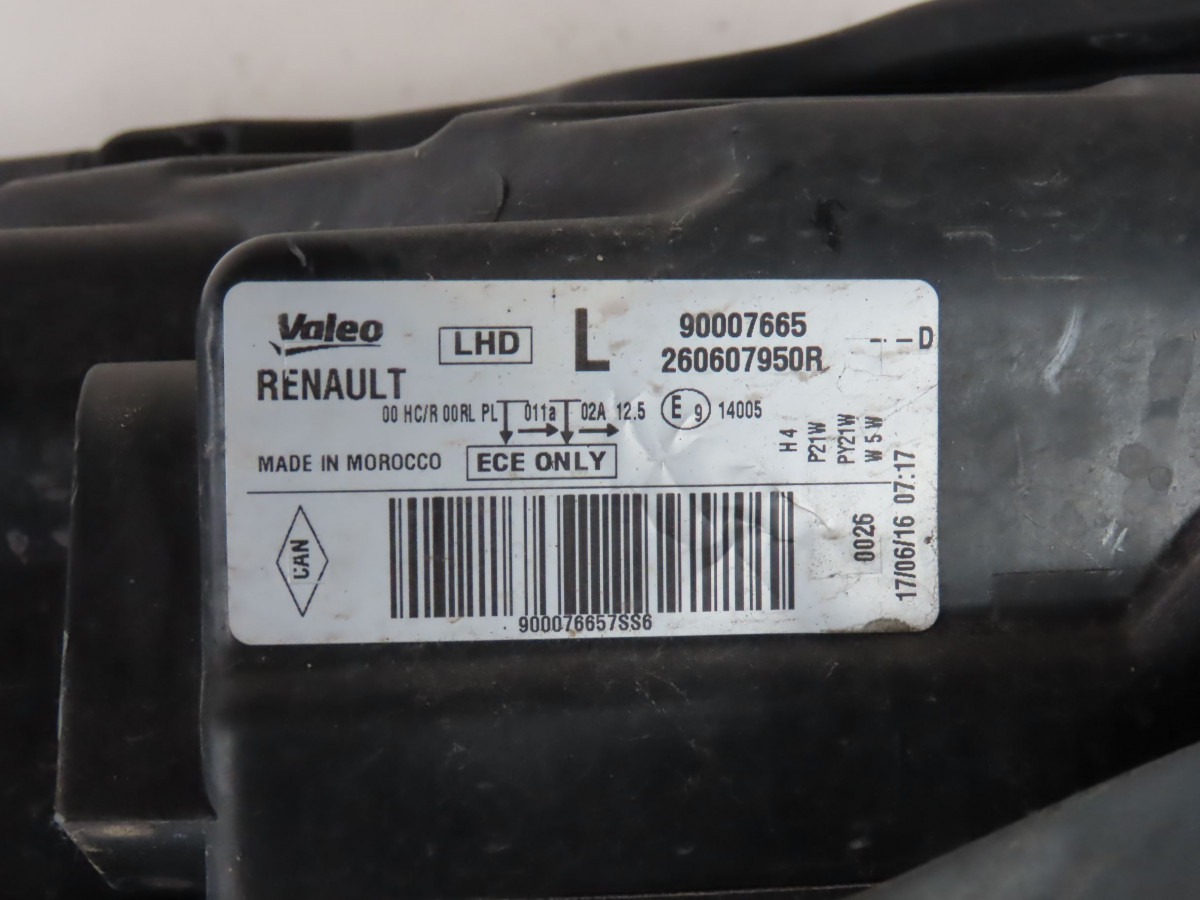 Valeo
LHD
L
90007665
260607950R
D
RENAULT
00 HC/R 00RL PL 011a 02A 12.5 E 9 14005
MADE IN MOROCCO
ECE ONLY
H4
P21W
PY21W
W5W
CAN
900076657SS6
0026
17/06/16 07:17